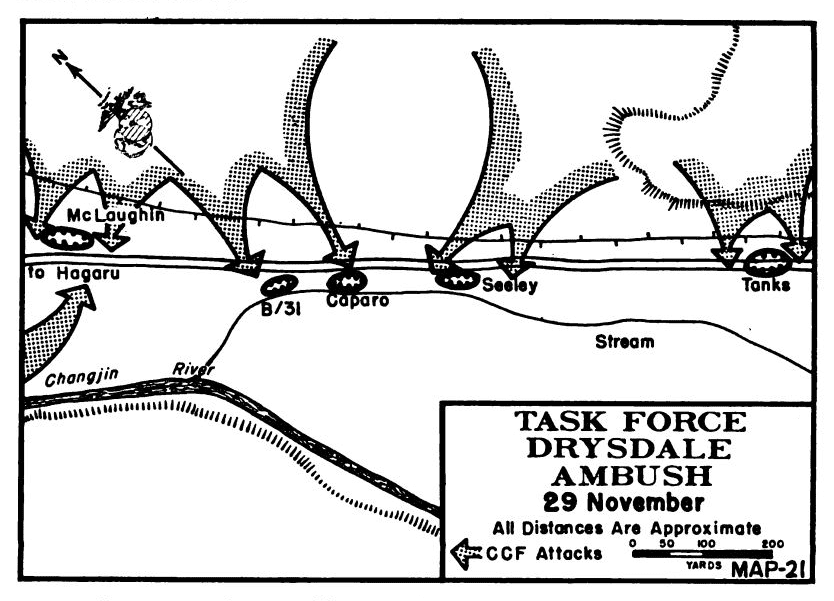 N
McLaughlin
to Hagaru
B/31
Caparo
Seeley
Tanks
Stream
Changjin River
TASK FORCE
DRYSDALE
AMBUSH
29 November
All Distances Are Approximate
CCF Attacks
0 50 100 200
YARDS
MAP-21